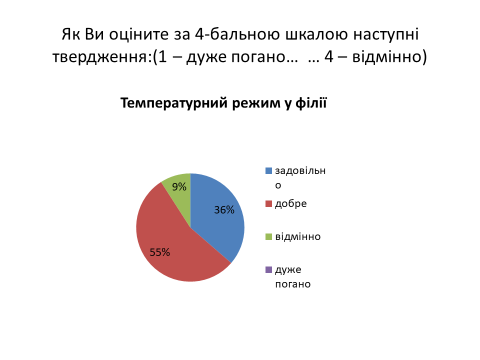 Як Ви оціните за 4-бальною шкалою наступні
твердження:(1 – дуже погано… … 4 – відмінно)
Температурний режим у філії
9%
36%
55%
задовільн
о
добре
відмінно
дуже
погано